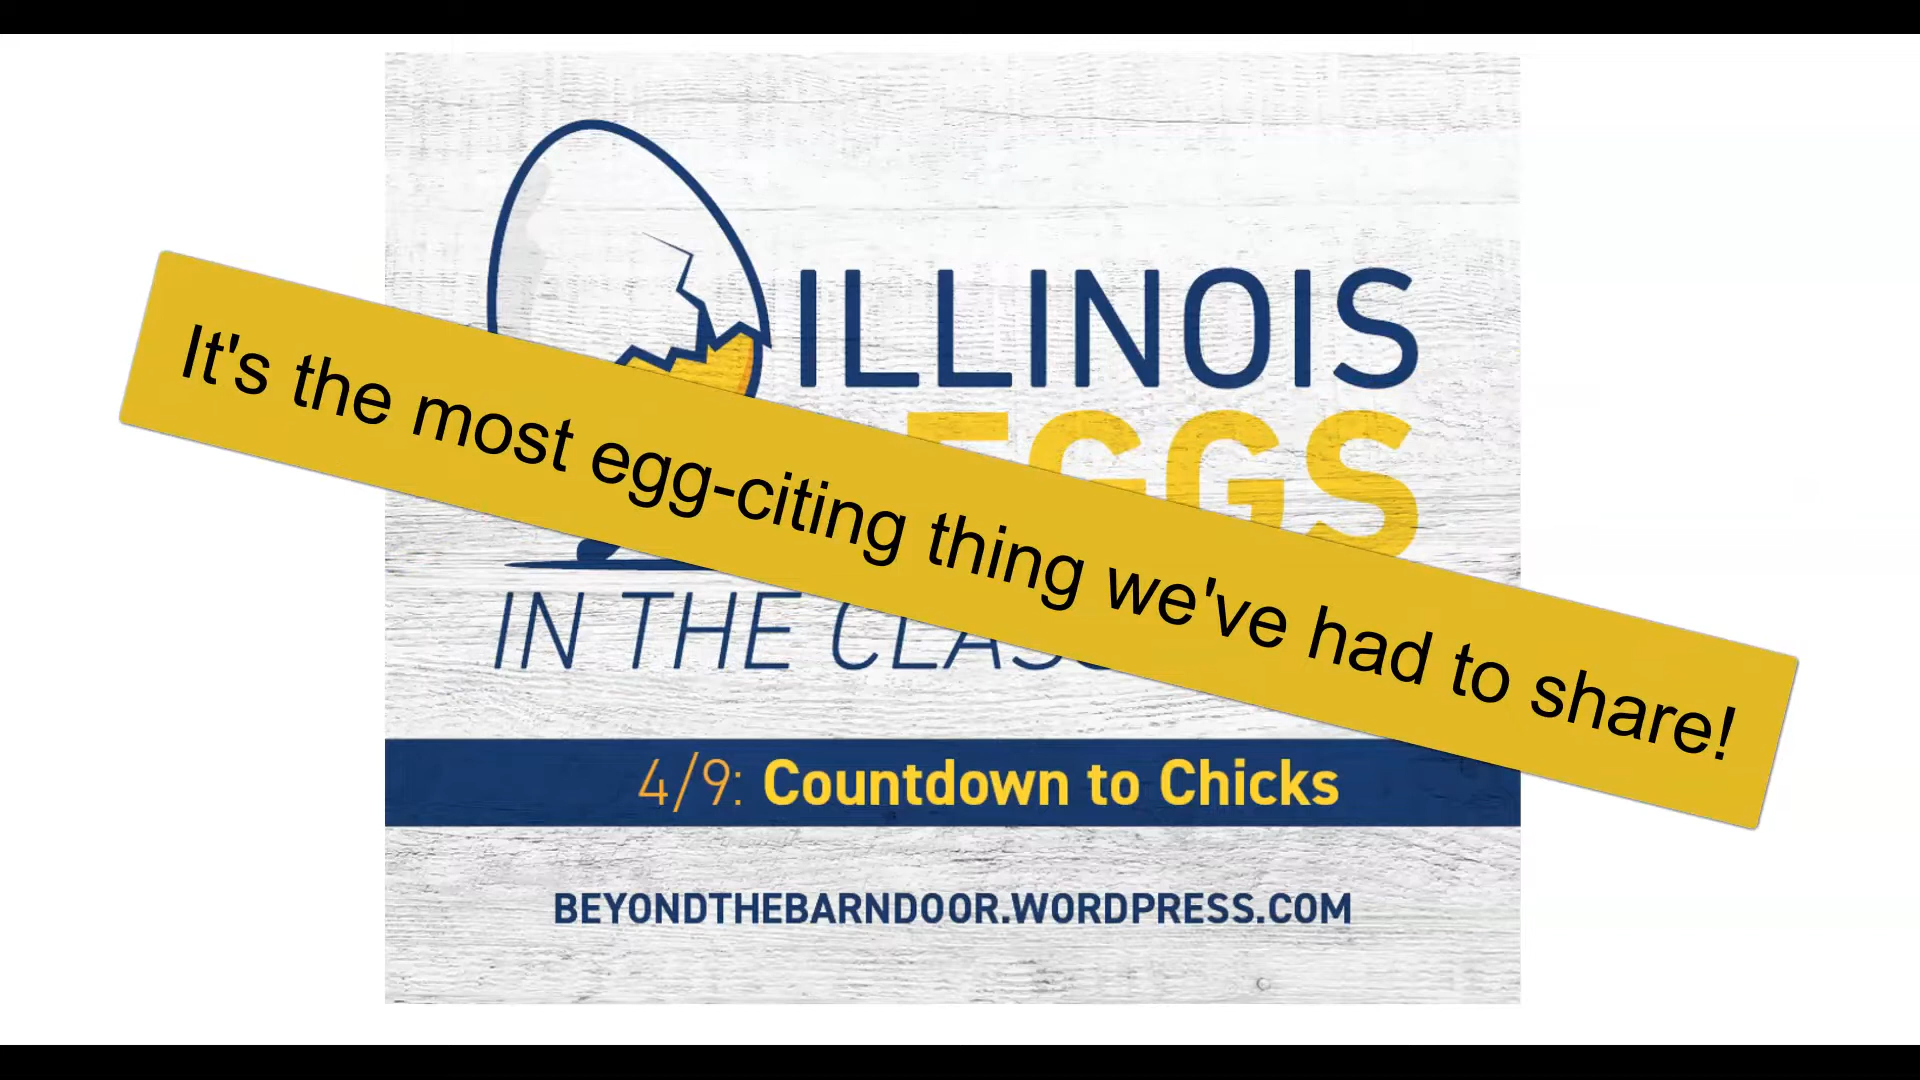 ILLINOIS
EGGS
It's the most egg-citing thing we've had to share!
IN THE
4/9: Countdown to Chicks
BEYONDTHEBARNDOOR.WORDPRESS.COM